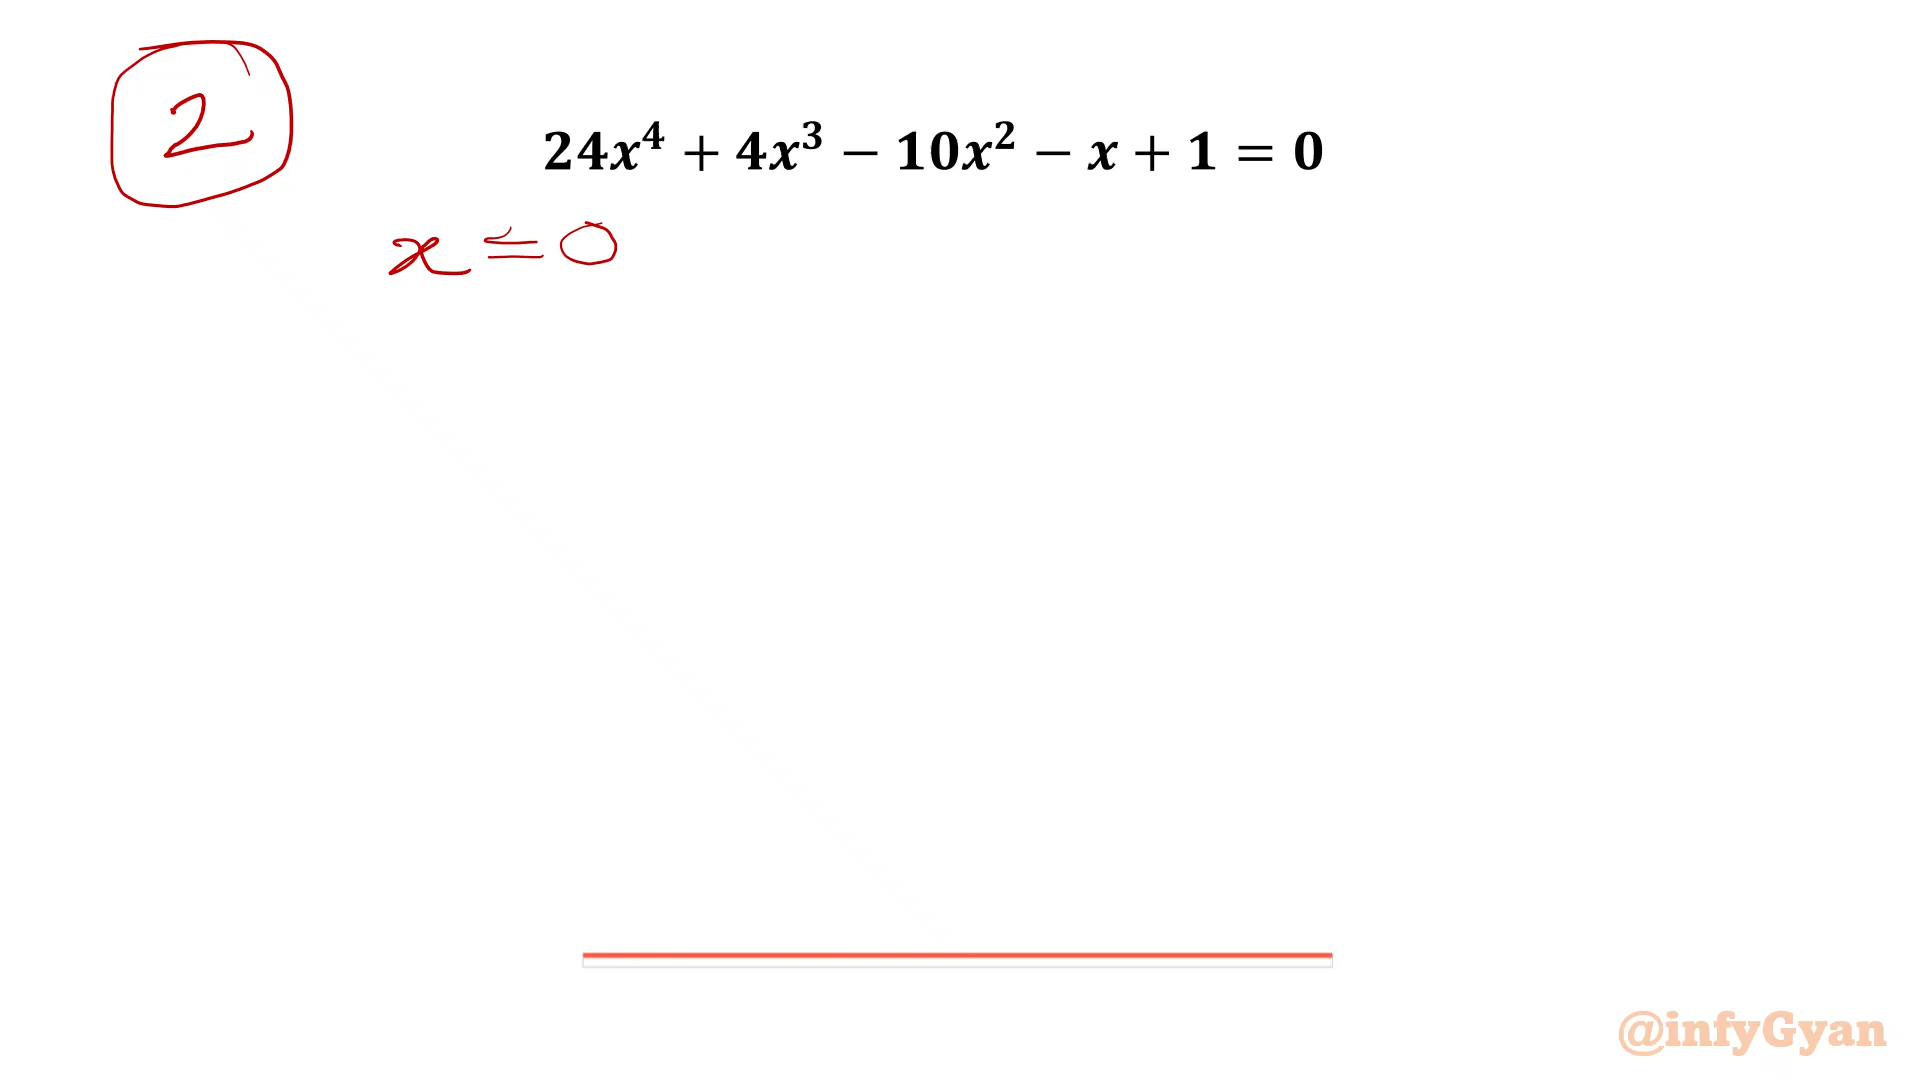 2
24x⁴ + 4x³ − 10x² − x + 1 = 0
x = 0
@infyGyan